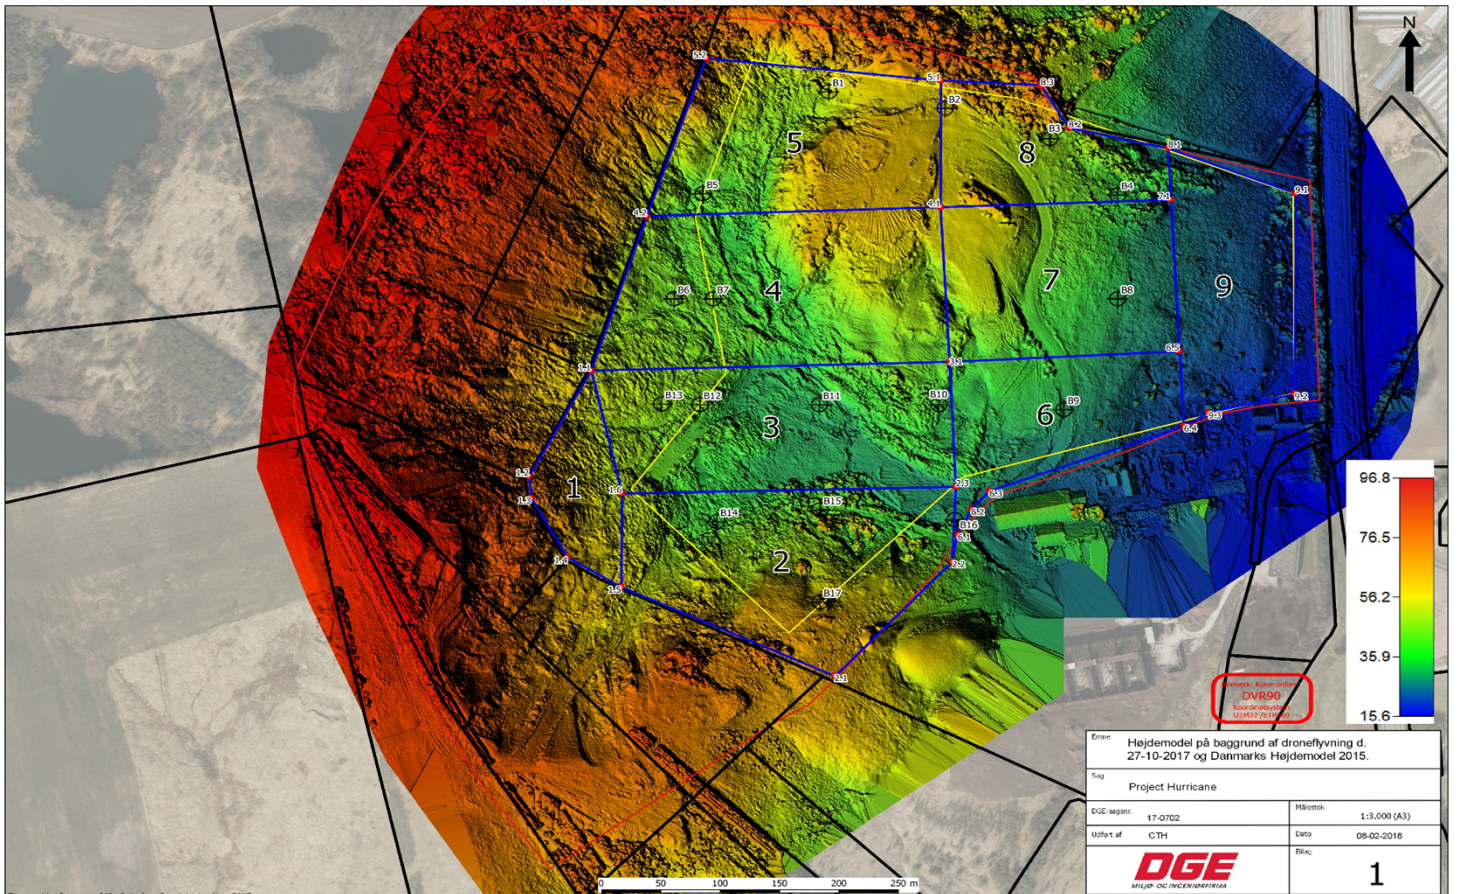 N
5.2
5.1
8.3
B1
B2
8.2
B3
5
8
8.1
B5
B4
9.1
4.2
4.1
7.1
B6
B7
4
7
B8
9
1.1
3.1
6.5
B13
B12
B11
B10
B9
9.2
3
6
9.3
6.4
1.2
1.3
1
1.6
2.3
6.3
B14
B15
6.2
B16
6.1
1.4
2
2.2
1.5
B17
2.1
96.8
76.5
56.2
35.9
15.6
DVR90
Koordinatsystem
Emne
Højdemodel på baggrund af droneflyvning d.
27-10-2017 og Danmarks Højdemodel 2015.
Sag
Project Hurricane
DGE-sagsnr.
17-0702
Målestok
1:3.000 (A3)
Udført af
CTH
Dato
08-02-2018
DGE
MILJØ- OG INGENIØRFIRMA
Bilag
1
0 50 100 150 200 250 m